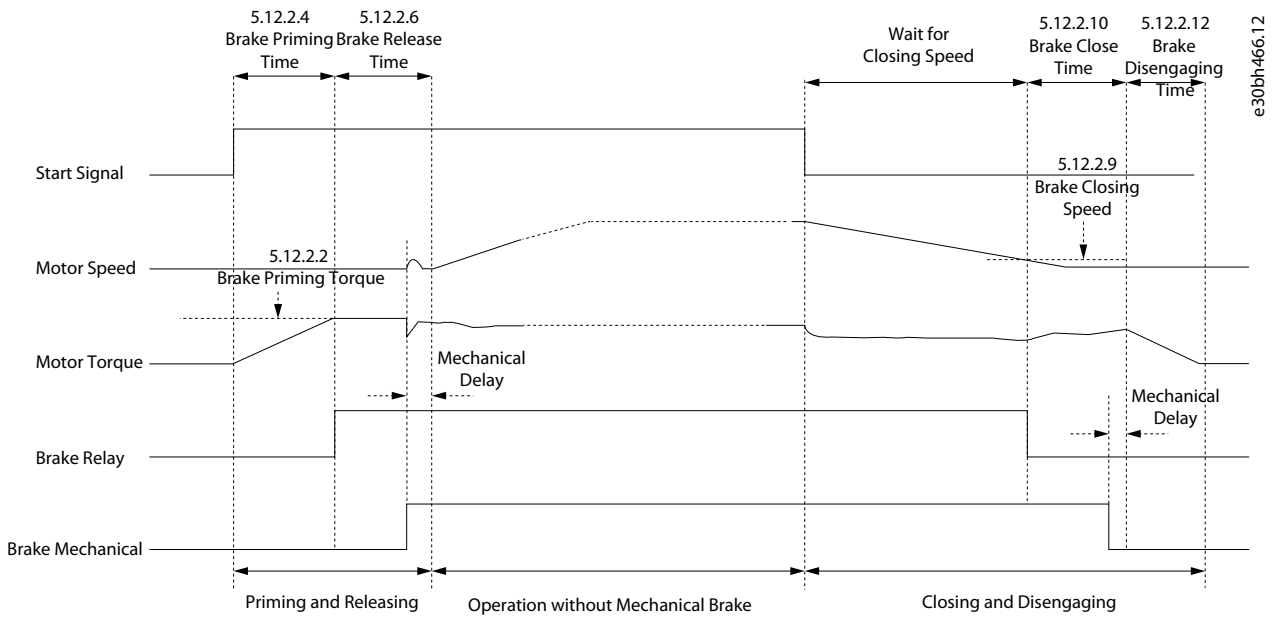 5.12.2.4
Brake Priming
Time
5.12.2.6
Brake Release
Time
Wait for
Closing Speed
5.12.2.10
Brake Close
Time
5.12.2.12
Brake
Disengaging
Time
e30bh466.12
Start Signal
5.12.2.9
Brake Closing
Speed
Motor Speed
5.12.2.2
Brake Priming Torque
Motor Torque
Mechanical
Delay
Mechanical
Delay
Brake Relay
Brake Mechanical
Priming and Releasing
Operation without Mechanical Brake
Closing and Disengaging